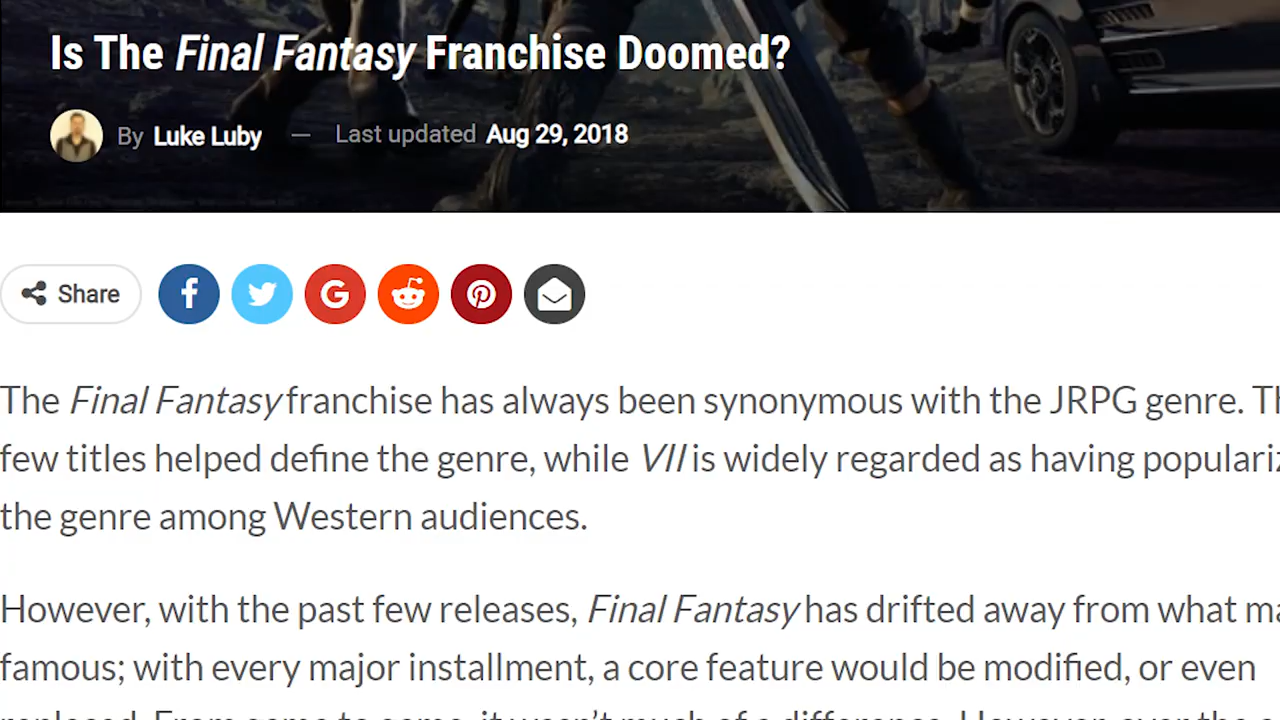 Is The Final Fantasy Franchise Doomed?
By Luke Luby — Last updated Aug 29, 2018
Share
The Final Fantasy franchise has always been synonymous with the JRPG genre.
few titles helped define the genre, while VII is widely regarded as having
the genre among Western audiences.
However, with the past few releases, Final Fantasy has drifted away from what
famous; with every major installment, a core feature would be modified, or even